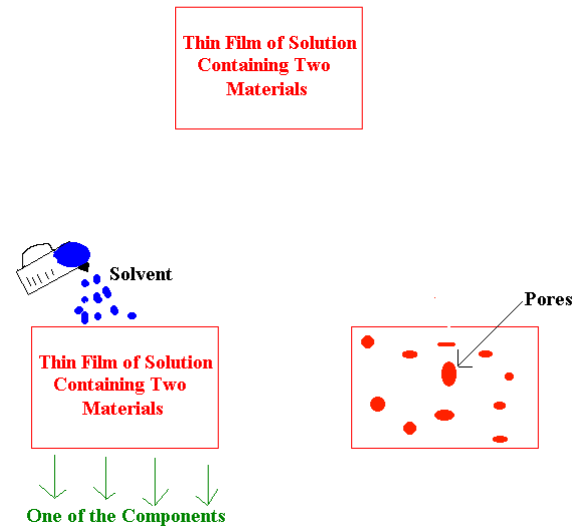 Thin Film of Solution
Containing Two
Materials
Solvent
Pores
Thin Film of Solution
Containing Two
Materials
One of the Components